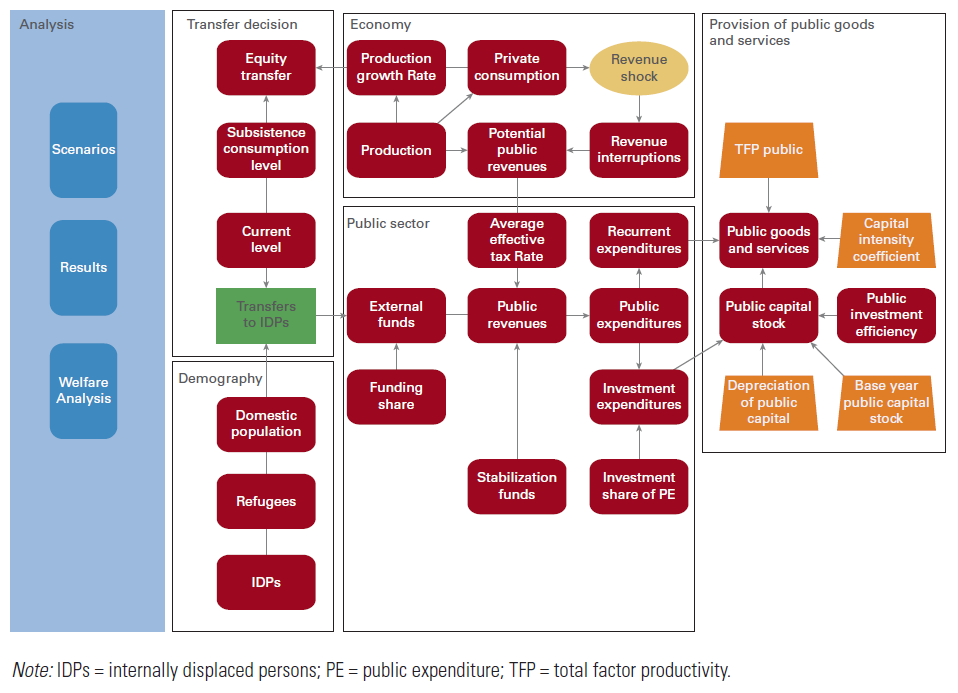 Analysis
Scenarios
Results
Welfare
Analysis
Transfer decision
Equity
transfer
Subsistence
consumption
level
Current
level
Transfers
to IDPs
Demography
Domestic
population
Refugees
IDPs
Economy
Production
growth Rate
Private
consumption
Revenue
shock
Production
Potential
public
revenues
Revenue
interruptions
Public sector
Average
effective
tax Rate
Recurrent
expenditures
External
funds
Public
revenues
Public
expenditures
Funding
share
Investment
expenditures
Stabilization
funds
Investment
share of PE
Provision of public goods
and services
TFP public
Public goods
and services
Capital
intensity
coefficient
Public capital
stock
Public
investment
efficiency
Depreciation
of public
capital
Base year
public capital
stock
Note: IDPs = internally displaced persons; PE = public expenditure; TFP = total factor productivity.